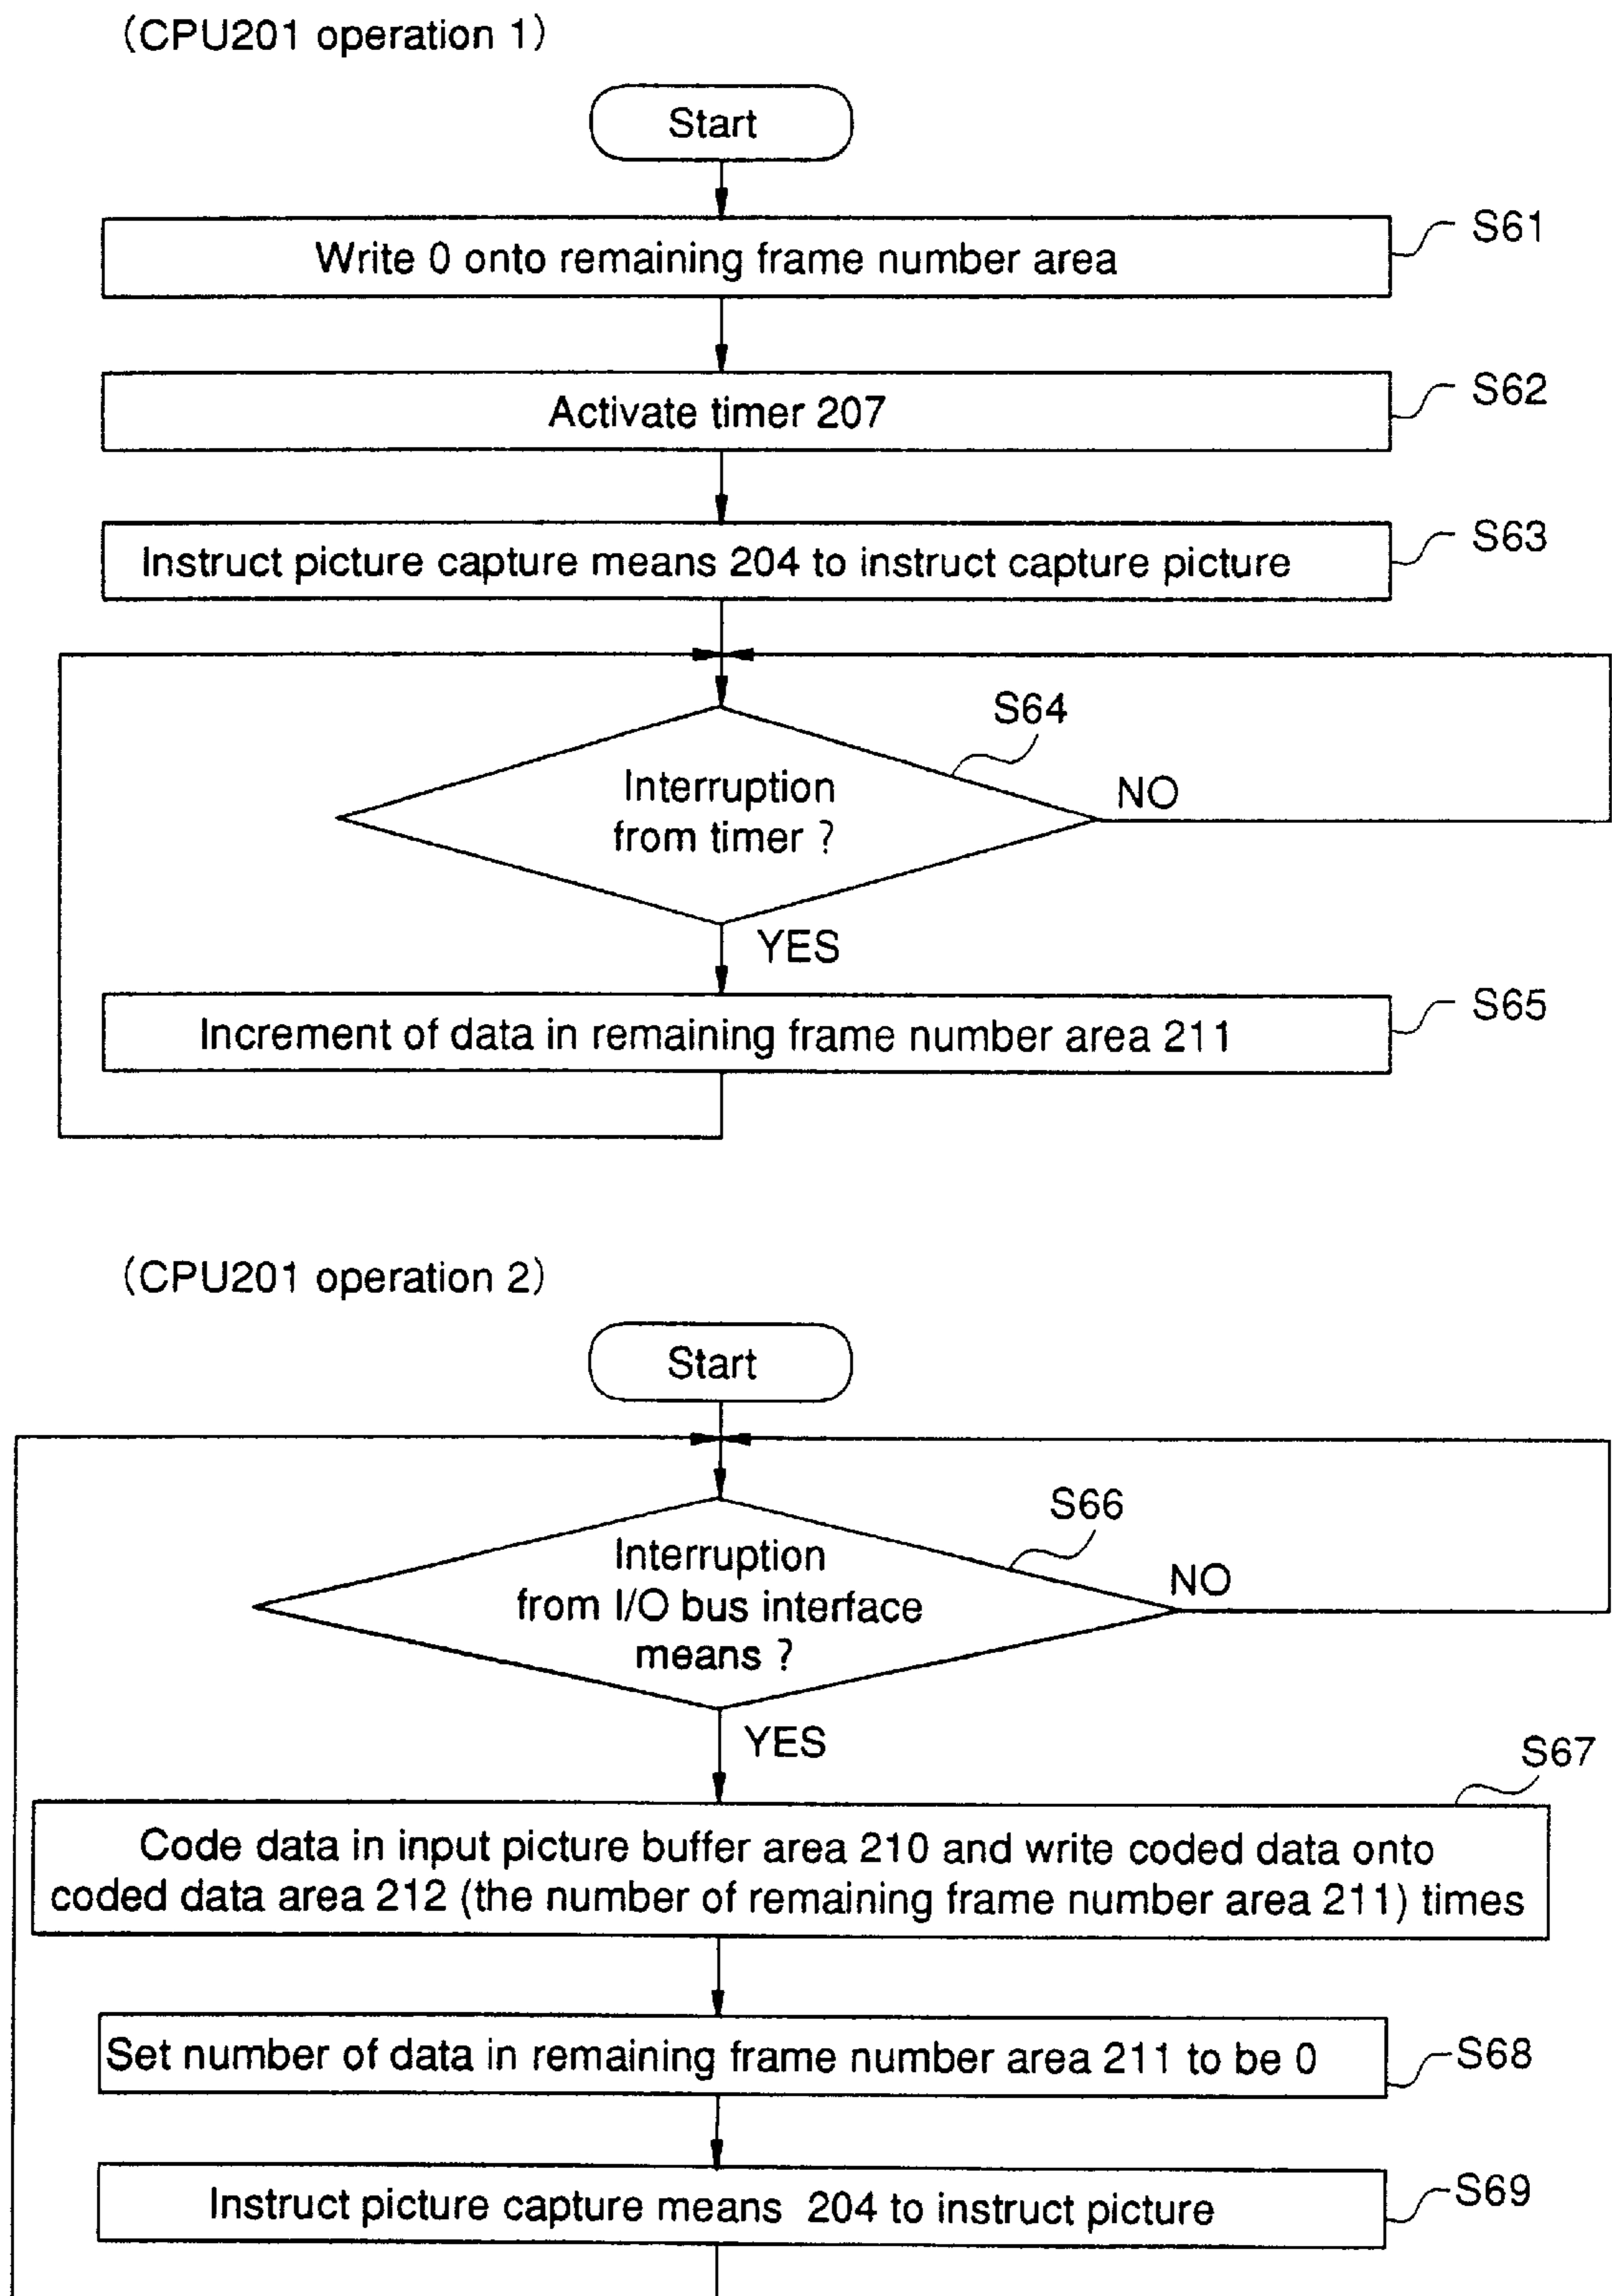 (CPU201 operation 1)
Start
Write 0 onto remaining frame number area
S61
Activate timer 207
S62
Instruct picture capture means 204 to instruct capture picture
S63
S64
Interruption
from timer ?
NO
YES
Increment of data in remaining frame number area 211
S65
(CPU201 operation 2)
Start
S66
Interruption
from I/O bus interface
means ?
NO
YES
S67
Code data in input picture buffer area 210 and write coded data onto
coded data area 212 (the number of remaining frame number area 211) times
Set number of data in remaining frame number area 211 to be 0
S68
Instruct picture capture means 204 to instruct picture
S69